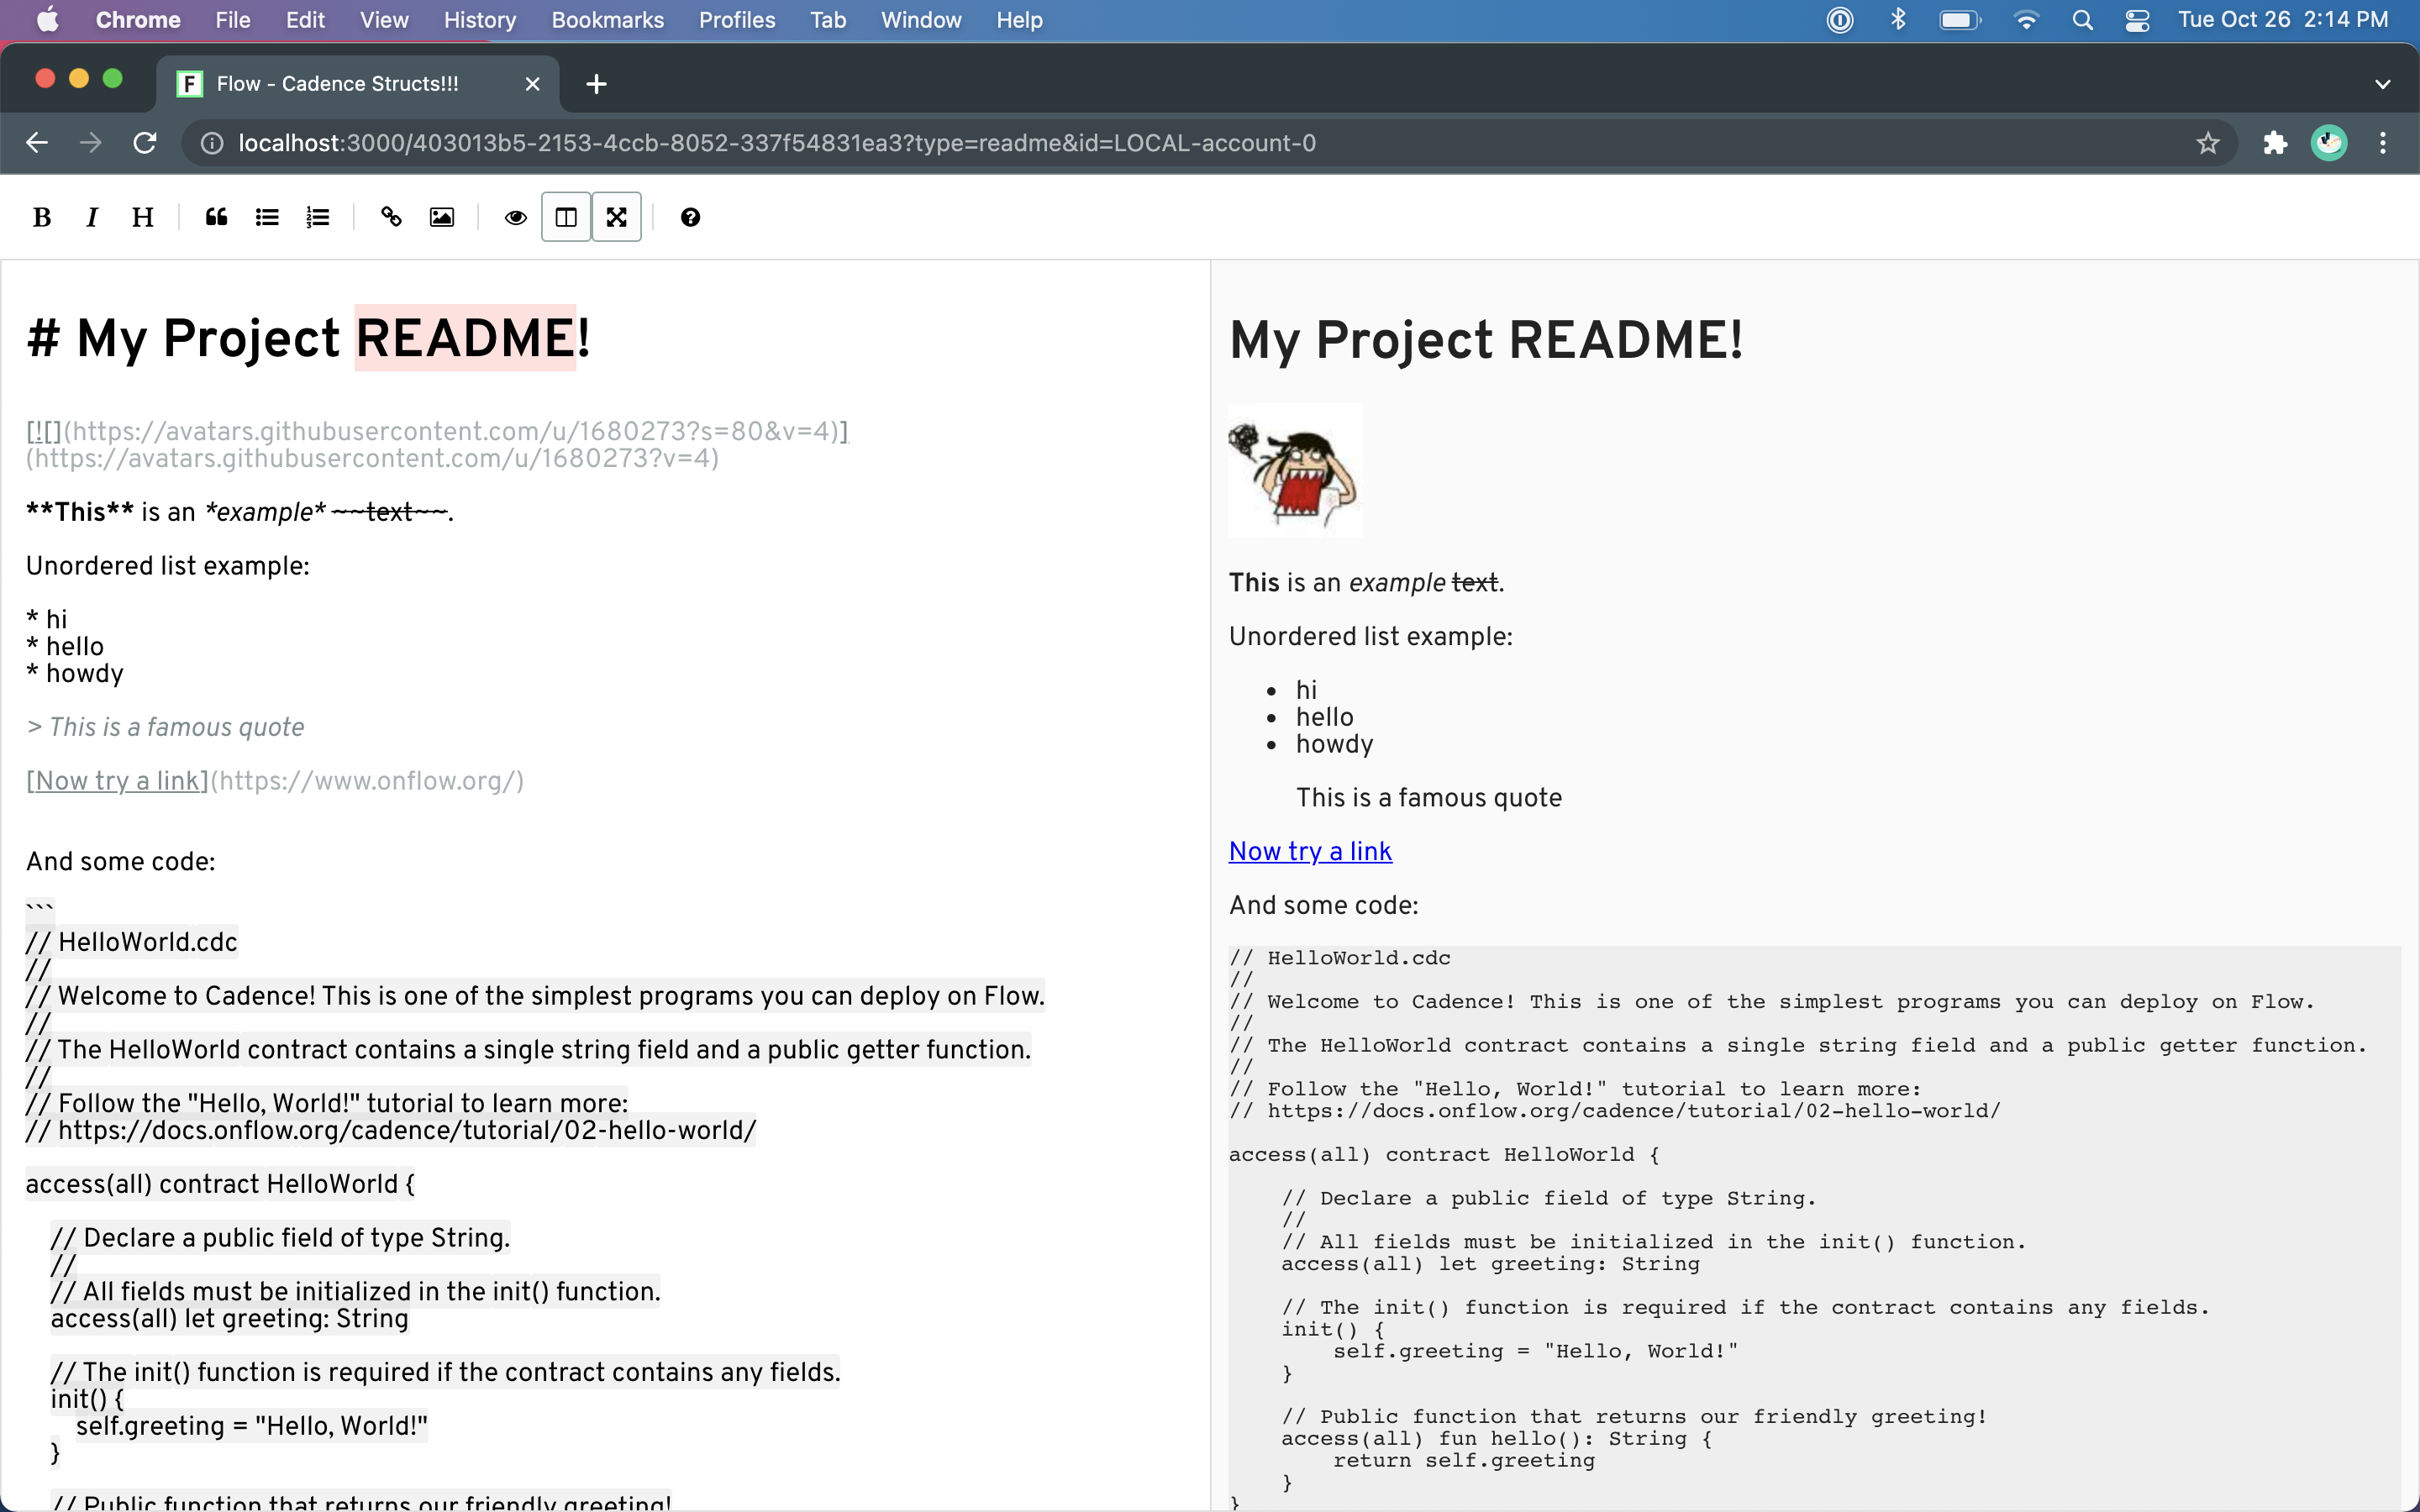 Chrome File Edit View History Bookmarks Profiles Tab Window Help Tue Oct 26 2:14 PM
F Flow - Cadence Structs!!!
localhost:3000/403013b5-2153-4ccb-8052-337f54831ea3?type=readme&id=LOCAL-account-0
B I H
# My Project README!
[![](https://avatars.githubusercontent.com/u/1680273?s=80&v=4)]
(https://avatars.githubusercontent.com/u/1680273?v=4)
**This** is an *example* ~~text~~.
Unordered list example:
* hi
* hello
* howdy
> This is a famous quote
[Now try a link](https://www.onflow.org/)
And some code:
```
// HelloWorld.cdc
//
// Welcome to Cadence! This is one of the simplest programs you can deploy on Flow.
//
// The HelloWorld contract contains a single string field and a public getter function.
//
// Follow the "Hello, World!" tutorial to learn more:
// https://docs.onflow.org/cadence/tutorial/02-hello-world/
access(all) contract HelloWorld {
// Declare a public field of type String.
//
// All fields must be initialized in the init() function.
access(all) let greeting: String
// The init() function is required if the contract contains any fields.
init() {
self.greeting = "Hello, World!"
}
// Public function that returns our friendly greeting!
My Project README!
This is an example text.
Unordered list example:
• hi
• hello
• howdy
This is a famous quote
Now try a link
And some code:
// HelloWorld.cdc
//
// Welcome to Cadence! This is one of the simplest programs you can deploy on Flow.
//
// The HelloWorld contract contains a single string field and a public getter function.
//
// Follow the "Hello, World!" tutorial to learn more:
// https://docs.onflow.org/cadence/tutorial/02-hello-world/
access(all) contract HelloWorld {
// Declare a public field of type String.
//
// All fields must be initialized in the init() function.
access(all) let greeting: String
// The init() function is required if the contract contains any fields.
init() {
self.greeting = "Hello, World!"
}
// Public function that returns our friendly greeting!
access(all) fun hello(): String {
return self.greeting
}
}